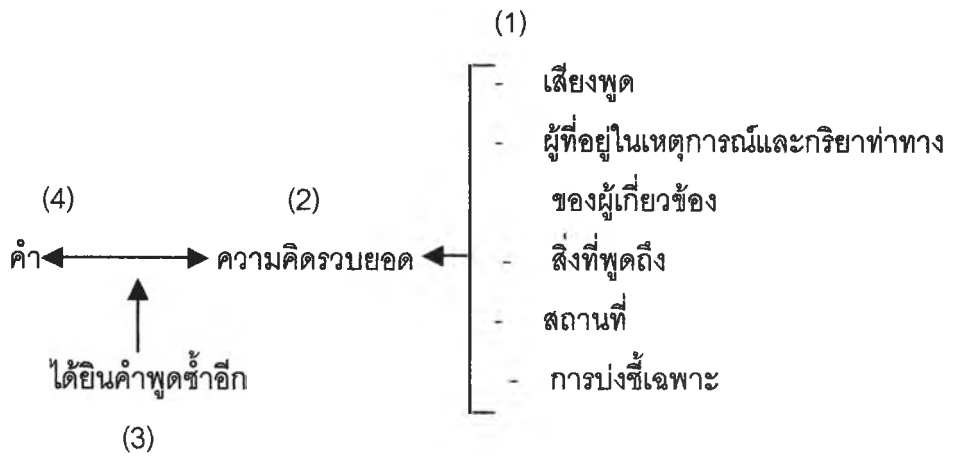 (1)
- เสียงพูด
- ผู้ที่อยู่ในเหตุการณ์และกริยาท่าทาง
ของผู้เกี่ยวข้อง
(4) (2)
คำ ความคิดรวบยอด - สิ่งที่พูดถึง
- สถานที่
ได้ยินคำพูดซ้ำอีก - การบ่งชี้เฉพาะ
(3)